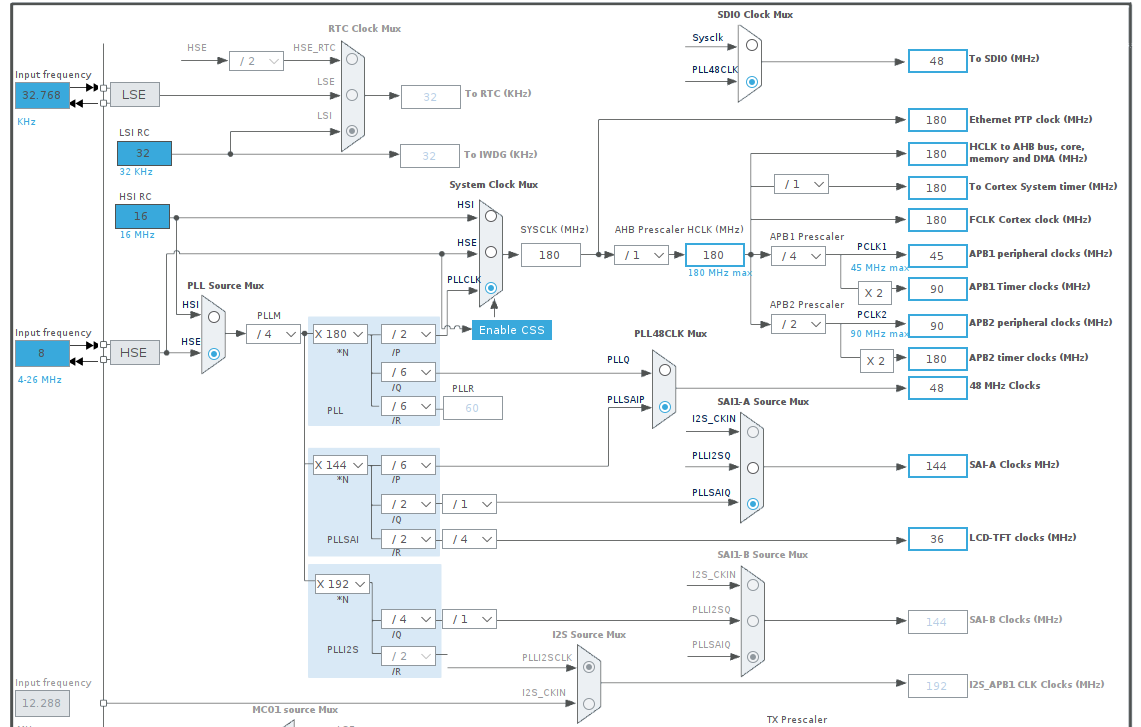 SDIO Clock Mux
RTC Clock Mux
HSE
/ 2
HSE_RTC
Sysclk
PLL48CLK
48
To SDIO (MHz)
Input frequency
32.768
KHz
LSE
LSE
LSI
32
To RTC (KHz)
LSI RC
32
32 KHz
32
To IWDG (KHz)
180
Ethernet PTP clock (MHz)
180
HCLK to AHB bus, core,
memory and DMA (MHz)
/ 1
180
To Cortex System timer (MHz)
180
FCLK Cortex clock (MHz)
HSI RC
16
16 MHz
System Clock Mux
HSI
HSE
PLLCLK
SYSCLK (MHz)
180
AHB Prescaler
/ 1
HCLK (MHz)
180
180 MHz max
APB1 Prescaler
/ 4
PCLK1
45 MHz max
45
APB1 peripheral clocks (MHz)
X 2
90
APB1 Timer clocks (MHz)
APB2 Prescaler
/ 2
PCLK2
90 MHz max
90
APB2 peripheral clocks (MHz)
X 2
180
APB2 timer clocks (MHz)
48
48 MHz Clocks
PLL Source Mux
HSI
HSE
PLLM
/ 4
Input frequency
8
4-26 MHz
HSE
Enable CSS
X 180
*N
/ 2
/P
/ 6
/Q
/ 6
/R
PLL
PLLR
60
PLL48CLK Mux
PLLQ
PLLSAIP
SAI1-A Source Mux
I2S_CKIN
PLLI2SQ
PLLSAIQ
144
SAI-A Clocks MHz)
X 144
*N
/ 6
/P
/ 2
/Q
/ 1
/ 2
/R
/ 4
PLLSAI
36
LCD-TFT clocks (MHz)
SAI1-B Source Mux
I2S_CKIN
PLLI2SQ
PLLSAIQ
144
SAI-B Clocks (MHz)
X 192
*N
/ 4
/Q
/ 1
/ 2
/R
PLLI2S
I2S Source Mux
PLLI2SCLK
I2S_CKIN
192
I2S_APB1 CLK Clocks (MHz)
Input frequency
12.288
MCO1 source Mux
TX Prescaler